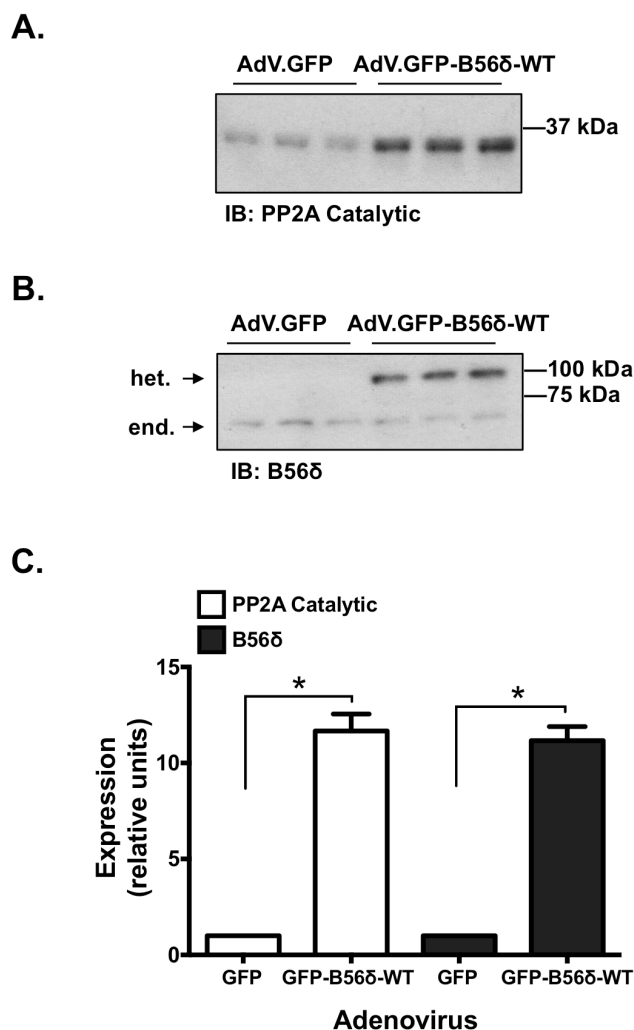 A.
AdV.GFP AdV.GFP-B56δ-WT
37 kDa
IB: PP2A Catalytic
B.
AdV.GFP AdV.GFP-B56δ-WT
het.
100 kDa
75 kDa
end.
IB: B56δ
C.
PP2A Catalytic
B56δ
15
10
5
0
Expression
(relative units)
* *
GFP GFP-B56δ-WT GFP GFP-B56δ-WT
Adenovirus